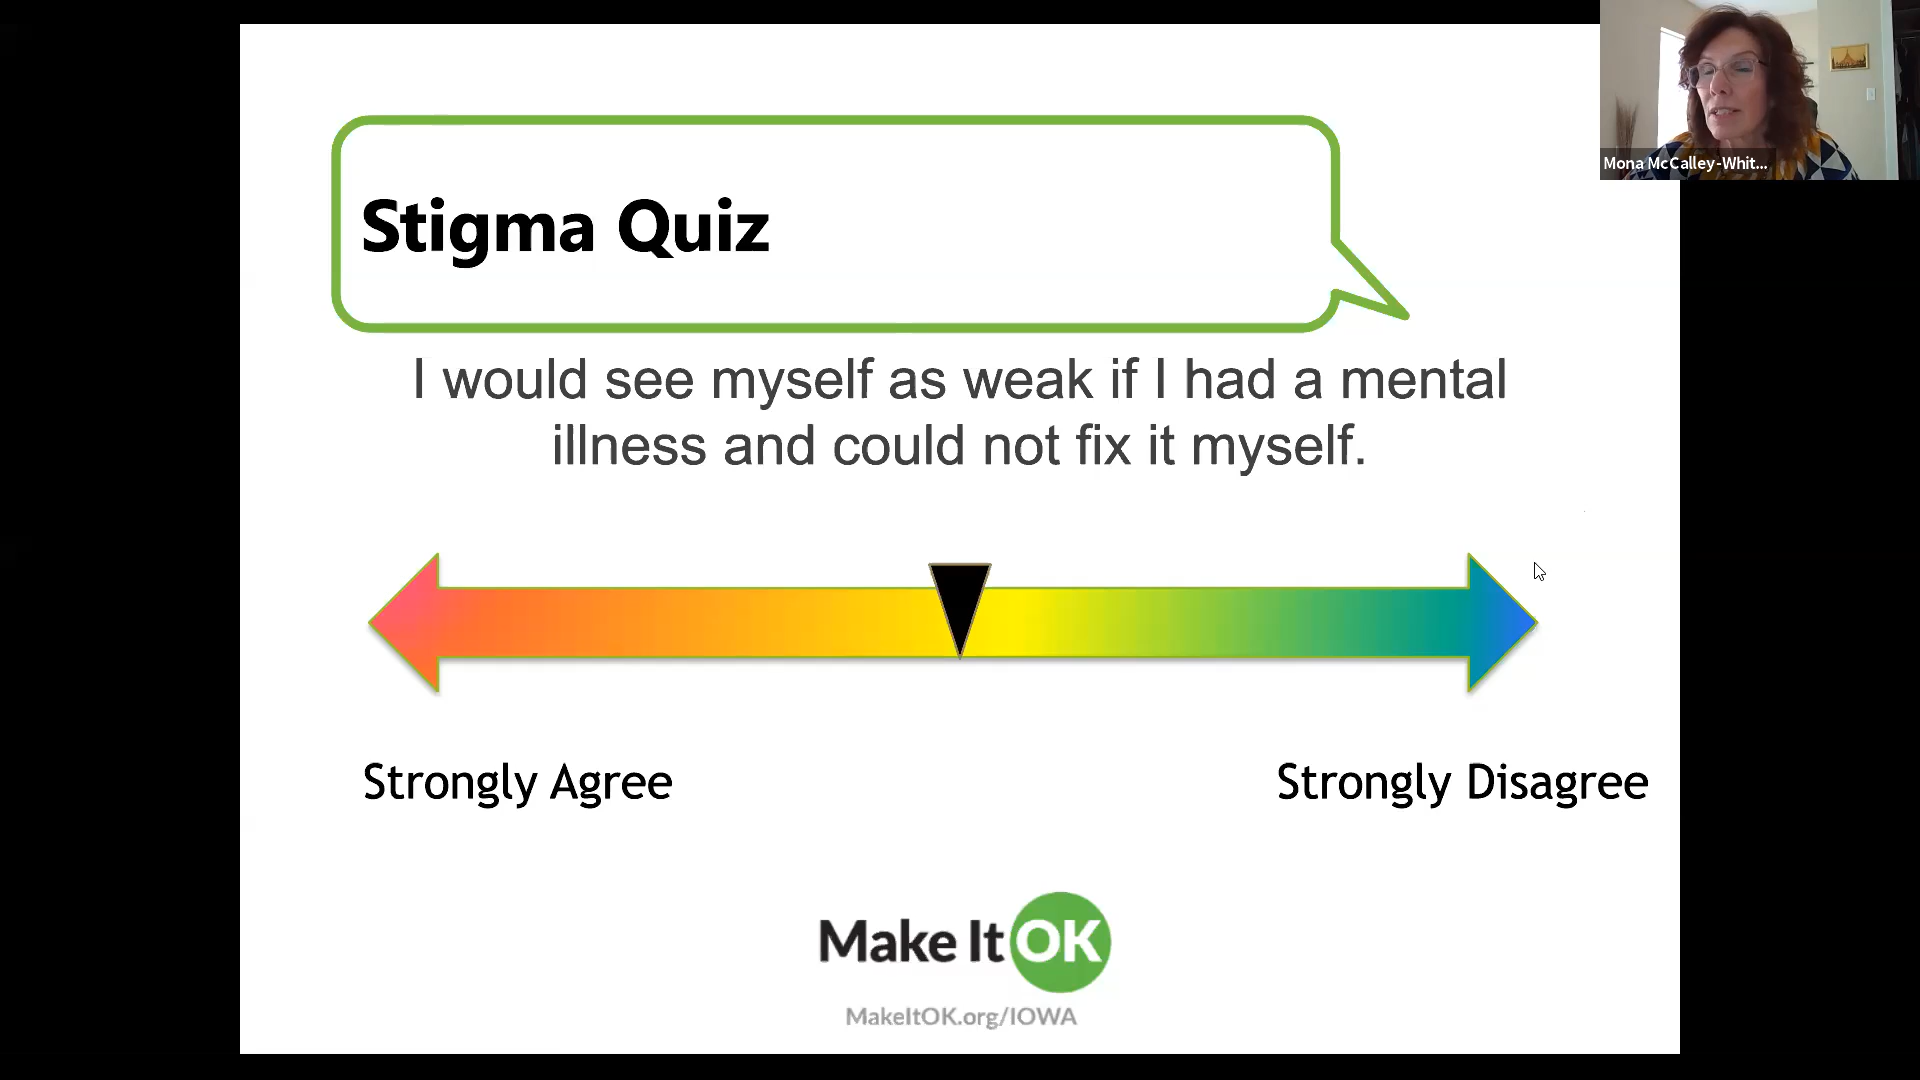 Mona McCalley-Whit...
Stigma Quiz
I would see myself as weak if I had a mental
illness and could not fix it myself.
Strongly Agree
Strongly Disagree
Make It OK
MakeItOK.org/IOWA